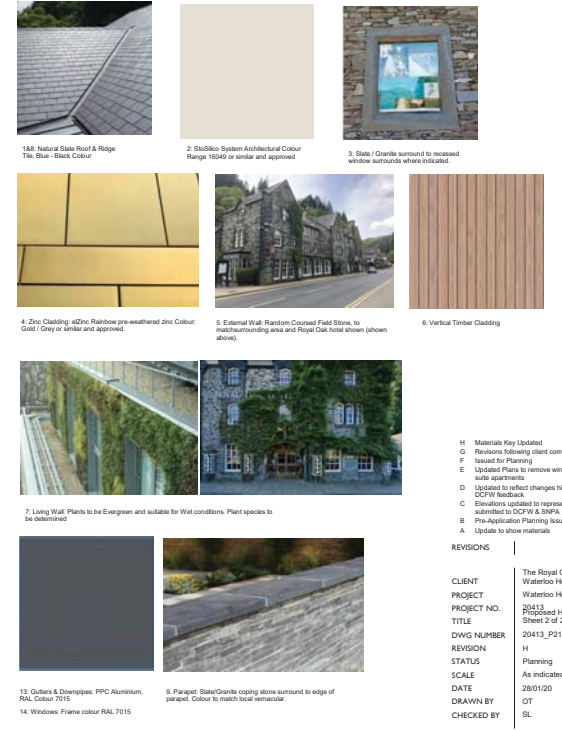 1&8: Natural Slate Roof & Ridge
Tile, Blue - Black Colour
2: StoSilico System Architectural Colour
Range 16049 or similar and approved
3: Slate / Granite surround to recessed
window surrounds where indicated.
4: Zinc Cladding: elZinc Rainbow pre-weathered zinc Colour:
Gold / Grey or similar and approved.
5: External Wall: Random Coursed Field Stone, to
matchsurrounding area and Royal Oak hotel shown (shown
above).
6: Vertical Timber Cladding
7: Living Wall. Plants to be Evergreen and suitable for Wet conditions. Plant species to
be determined
13: Gutters & Downpipes: PPC Aluminium,
RAL Colour 7015
14: Windows: Frame colour RAL 7015
9. Parapet: Slate/Granite coping stone surround to edge of
parapet. Colour to match local vernacular.
H Materials Key Updated
G Revisons following client com
F Issued for Planning
E Updated Plans to remove win
suite apartments
D Updated to reflect changes hi
DCFW feedback
C Elevations updated to represe
submitted to DCFW & SNPA
B Pre-Application Planning Issu
A Update to show materials
REVISIONS
The Royal O
CLIENT Waterloo Ho
PROJECT Waterloo Ho
PROJECT NO. 20413
Proposed H
TITLE Sheet 2 of 2
DWG NUMBER 20413_P21
REVISION H
STATUS Planning
SCALE As indicated
DATE 28/01/20
DRAWN BY OT
CHECKED BY SL